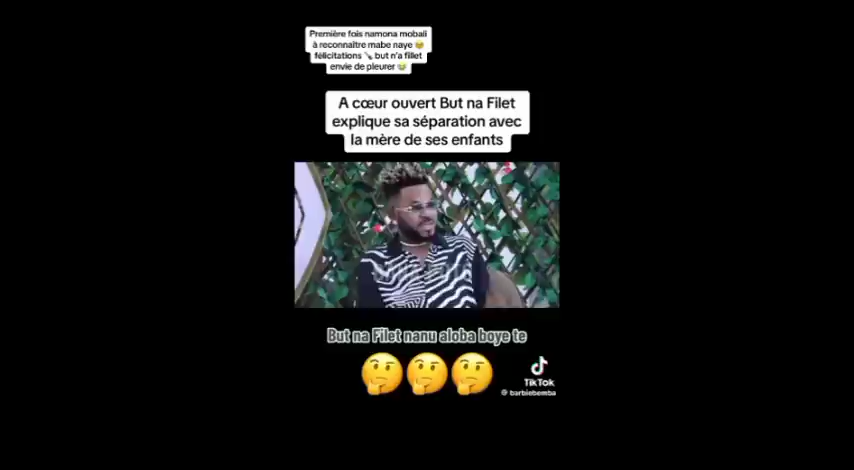 Première fois namona mobali
à reconnaître mabe naye 🥹
félicitations 🍾 but n'a fillet
envie de pleurer 😭
A cœur ouvert But na Filet
explique sa séparation avec
la mère de ses enfants
But na Filet nanu aloba boye te
🤔🤔🤔
TikTok
@ barbiebemba